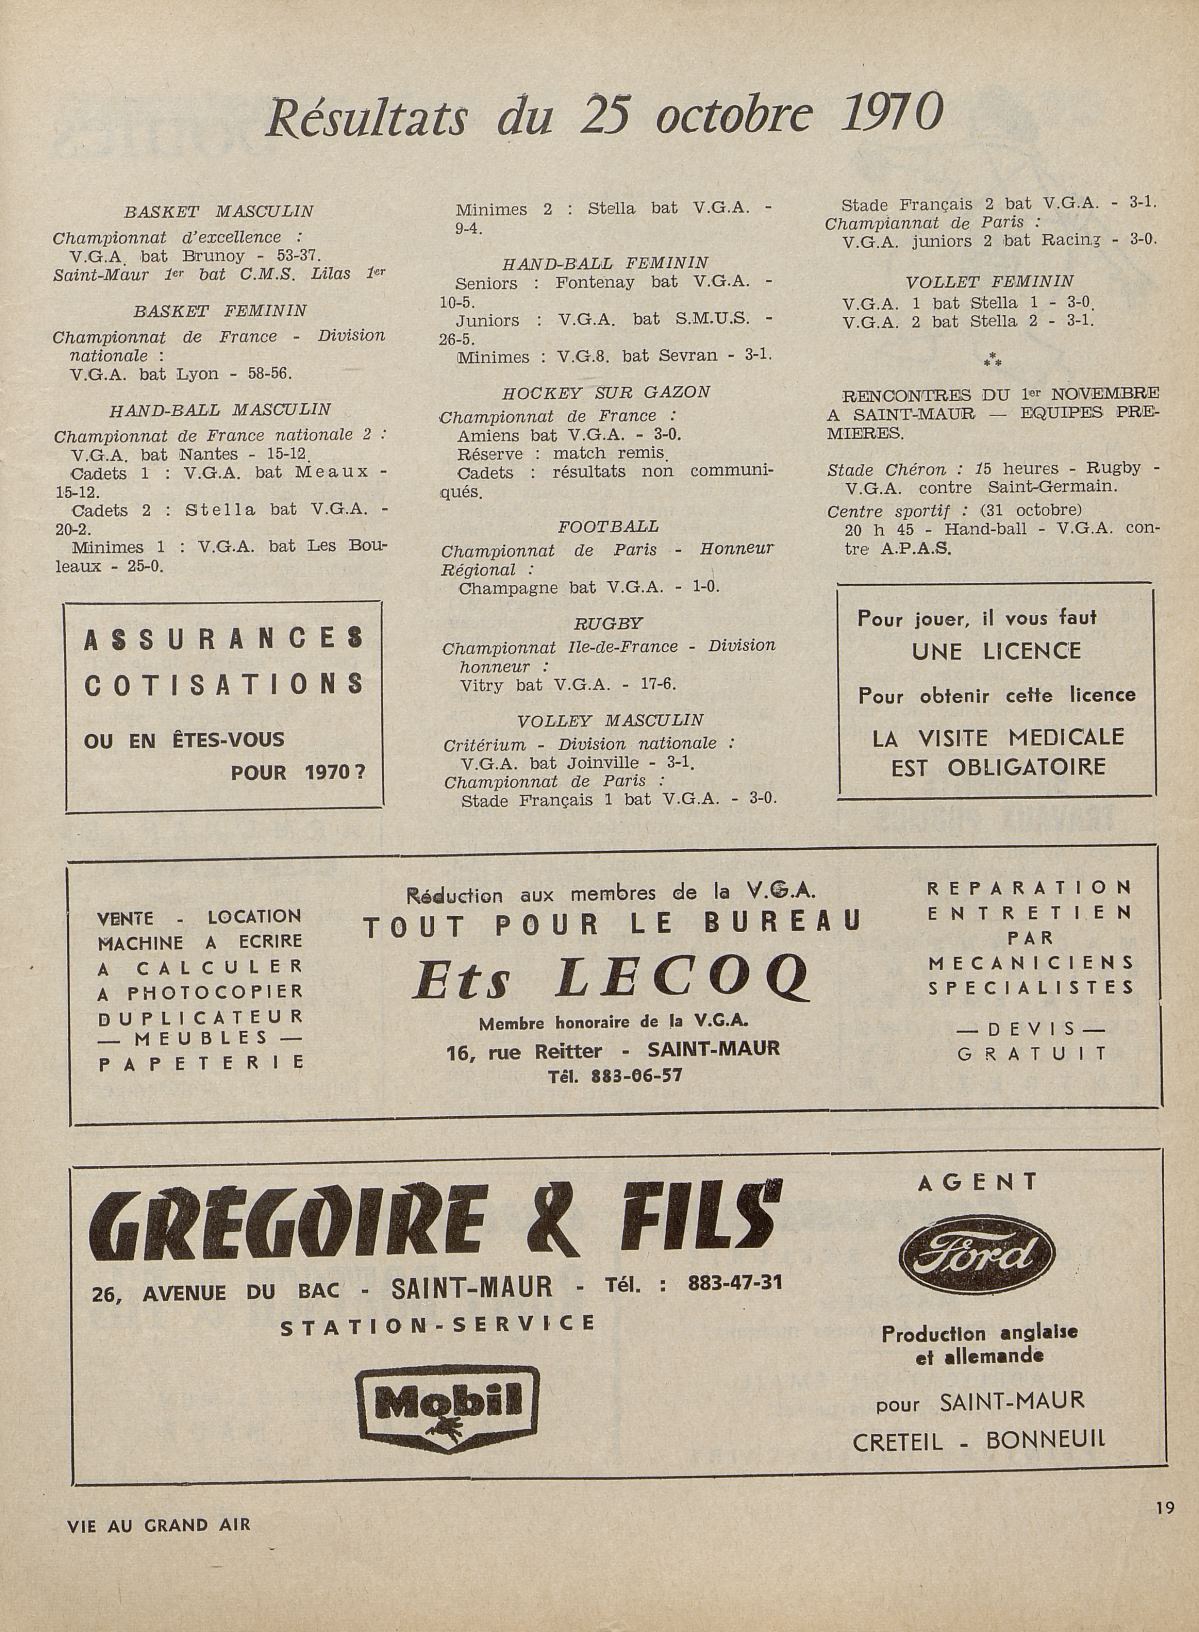 Résultats du 25 octobre 1970
BASKET MASCULIN
Championnat d'excellence :
V.G.A. bat Brunoy - 53-37.
Saint-Maur 1er bat C.M.S. Lilas 1er
BASKET FEMININ
Championnat de France - Division
nationale :
V.G.A. bat Lyon - 58-56.
HAND-BALL MASCULIN
Championnat de France nationale 2 :
V.G.A. bat Nantes - 15-12.
Cadets 1 : V.G.A. bat Meaux -
15-12.
Cadets 2 : Stella bat V.G.A. -
20-2.
Minimes 1 : V.G.A. bat Les Bou-
leaux - 25-0.
Minimes 2 : Stella bat V.G.A. -
9-4.
HAND-BALL FEMININ
Seniors : Fontenay bat V.G.A. -
10-5.
Juniors : V.G.A. bat S.M.U.S. -
26-5.
Minimes : V.G.8. bat Sevran - 3-1.
HOCKEY SUR GAZON
Championnat de France :
Amiens bat V.G.A. - 3-0.
Réserve : match remis.
Cadets : résultats non communi-
qués.
FOOTBALL
Championnat de Paris - Honneur
Régional :
Champagne bat V.G.A. - 1-0.
RUGBY
Championnat Ile-de-France - Division
honneur :
Vitry bat V.G.A. - 17-6.
VOLLEY MASCULIN
Critérium - Division nationale :
V.G.A. bat Joinville - 3-1.
Championnat de Paris :
Stade Français 1 bat V.G.A. - 3-0.
Stade Français 2 bat V.G.A. - 3-1.
Champiannat de Paris :
V.G.A. juniors 2 bat Racing - 3-0.
VOLLET FEMININ
V.G.A. 1 bat Stella 1 - 3-0.
V.G.A. 2 bat Stella 2 - 3-1.
⁂
RENCONTRES DU 1er NOVEMBRE
A SAINT-MAUR — EQUIPES PRE-
MIERES.
Stade Chéron : 15 heures - Rugby -
V.G.A. contre Saint-Germain.
Centre sportif : (31 octobre)
20 h 45 - Hand-ball - V.G.A. con-
tre A.P.A.S.
ASSURANCES
COTISATIONS
OU EN ÊTES-VOUS
POUR 1970 ?
Pour jouer, il vous faut
UNE LICENCE
Pour obtenir cette licence
LA VISITE MEDICALE
EST OBLIGATOIRE
VENTE - LOCATION
MACHINE A ECRIRE
A CALCULER
A PHOTOCOPIER
DUPLICATEUR
— MEUBLES —
PAPETERIE
Réduction aux membres de la V.G.A.
TOUT POUR LE BUREAU
Ets LECOQ
Membre honoraire de la V.G.A.
16, rue Reitter - SAINT-MAUR
Tél. 883-06-57
REPARATION
ENTRETIEN
PAR
MECANICIENS
SPECIALISTES
— DEVIS —
GRATUIT
GRÉGOIRE & FILS
26, AVENUE DU BAC - SAINT-MAUR - Tél. : 883-47-31
STATION-SERVICE
Mobil
AGENT
Ford
Production anglaise
et allemande
pour SAINT-MAUR
CRETEIL - BONNEUIL
VIE AU GRAND AIR
19